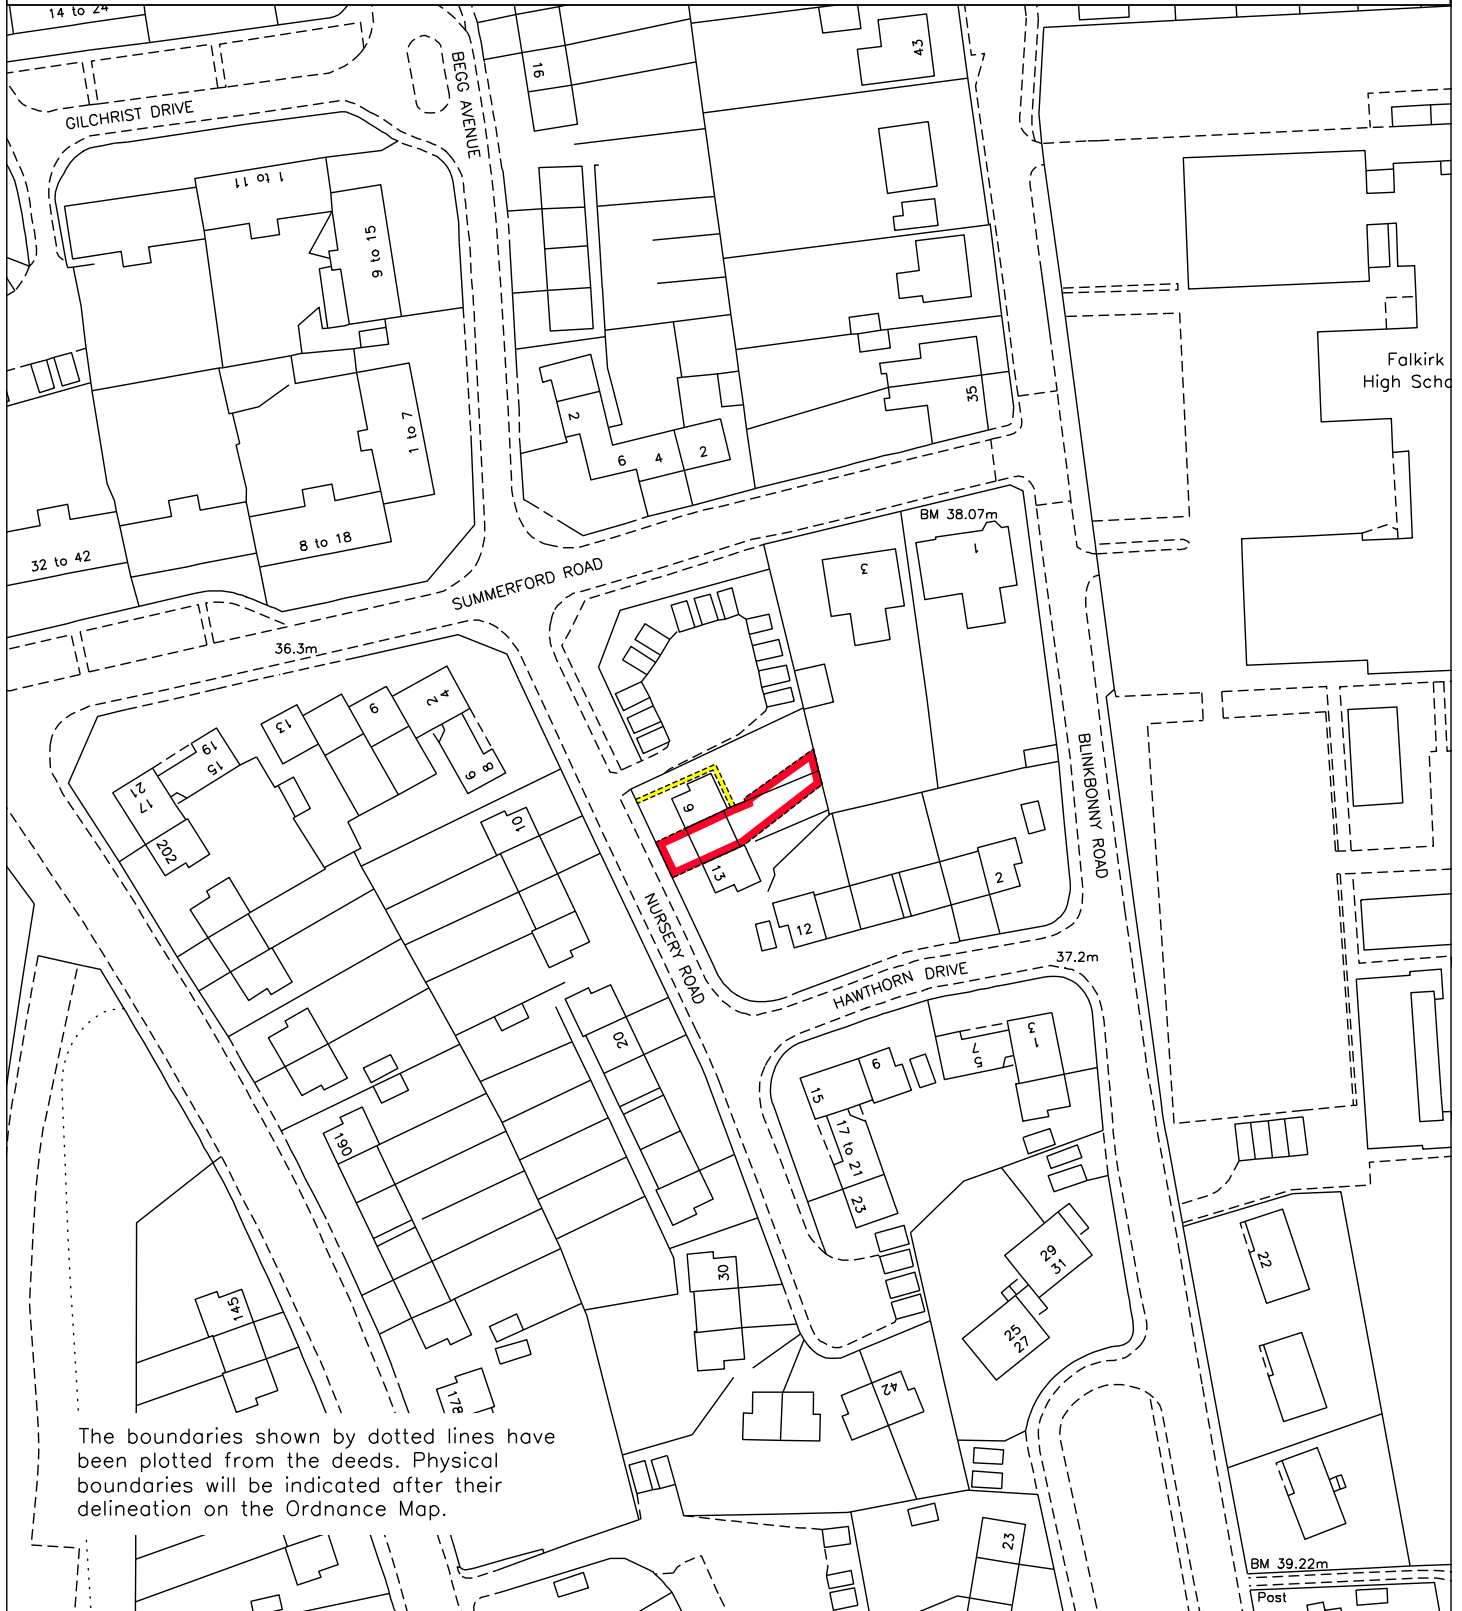 14 to 24
GILCHRIST DRIVE
BEGG AVENUE
16
43
1 to 11
9 to 15
Falkirk
High Scho
35
2
6
4
2
1 to 7
BM 38.07m
8 to 18
32 to 42
SUMMERFORD ROAD
3
1
36.3m
13
9
2
4
19
15
21
17
6
8
BLINKBONNY ROAD
9
10
202
13
2
12
NURSERY ROAD
HAWTHORN DRIVE
37.2m
20
3
1
7
5
9
15
190
17 to 21
23
29
31
22
30
145
25
27
178
42
The boundaries shown by dotted lines have
been plotted from the deeds. Physical
boundaries will be indicated after their
delineation on the Ordnance Map.
23
BM 39.22m
Post